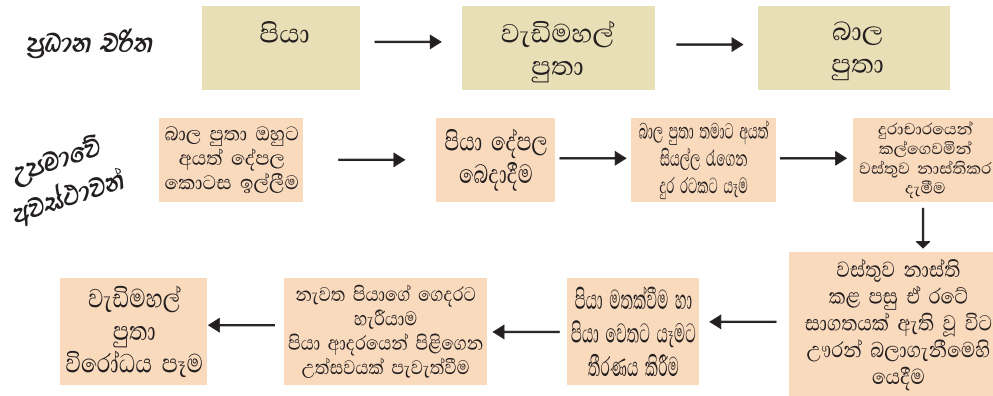 ප්‍රධාන චරිත
පියා
වැඩිමහල්
පුතා
බාල
පුතා
උපමාවේ
අවස්ථාවන්
බාල පුතා ඔහුට
අයත් දේපල
කොටස ඉල්ලීම
පියා දේපල
බෙදාදීම
බාල පුතා තමාට අයත්
සියල්ල රැගෙන
දුර රටකට යෑම
දුරාචාරයෙන්
කල්ගෙවමින්
වස්තුව නාස්තිකර
දැමීම
වස්තුව නාස්ති
කළ පසු ඒ රටේ
සාගතයක් ඇති වූ විට
ඌරන් බලාගැනීමෙහි
යෙදීම
පියා මතක්වීම හා
පියා වෙතට යෑමට
තීරණය කිරීම
නැවත පියාගේ ගෙදරට
හැරීයාම
පියා ආදරයෙන් පිළිගෙන
උත්සවයක් පැවැත්වීම
වැඩිමහල්
පුතා
විරෝධය පෑම